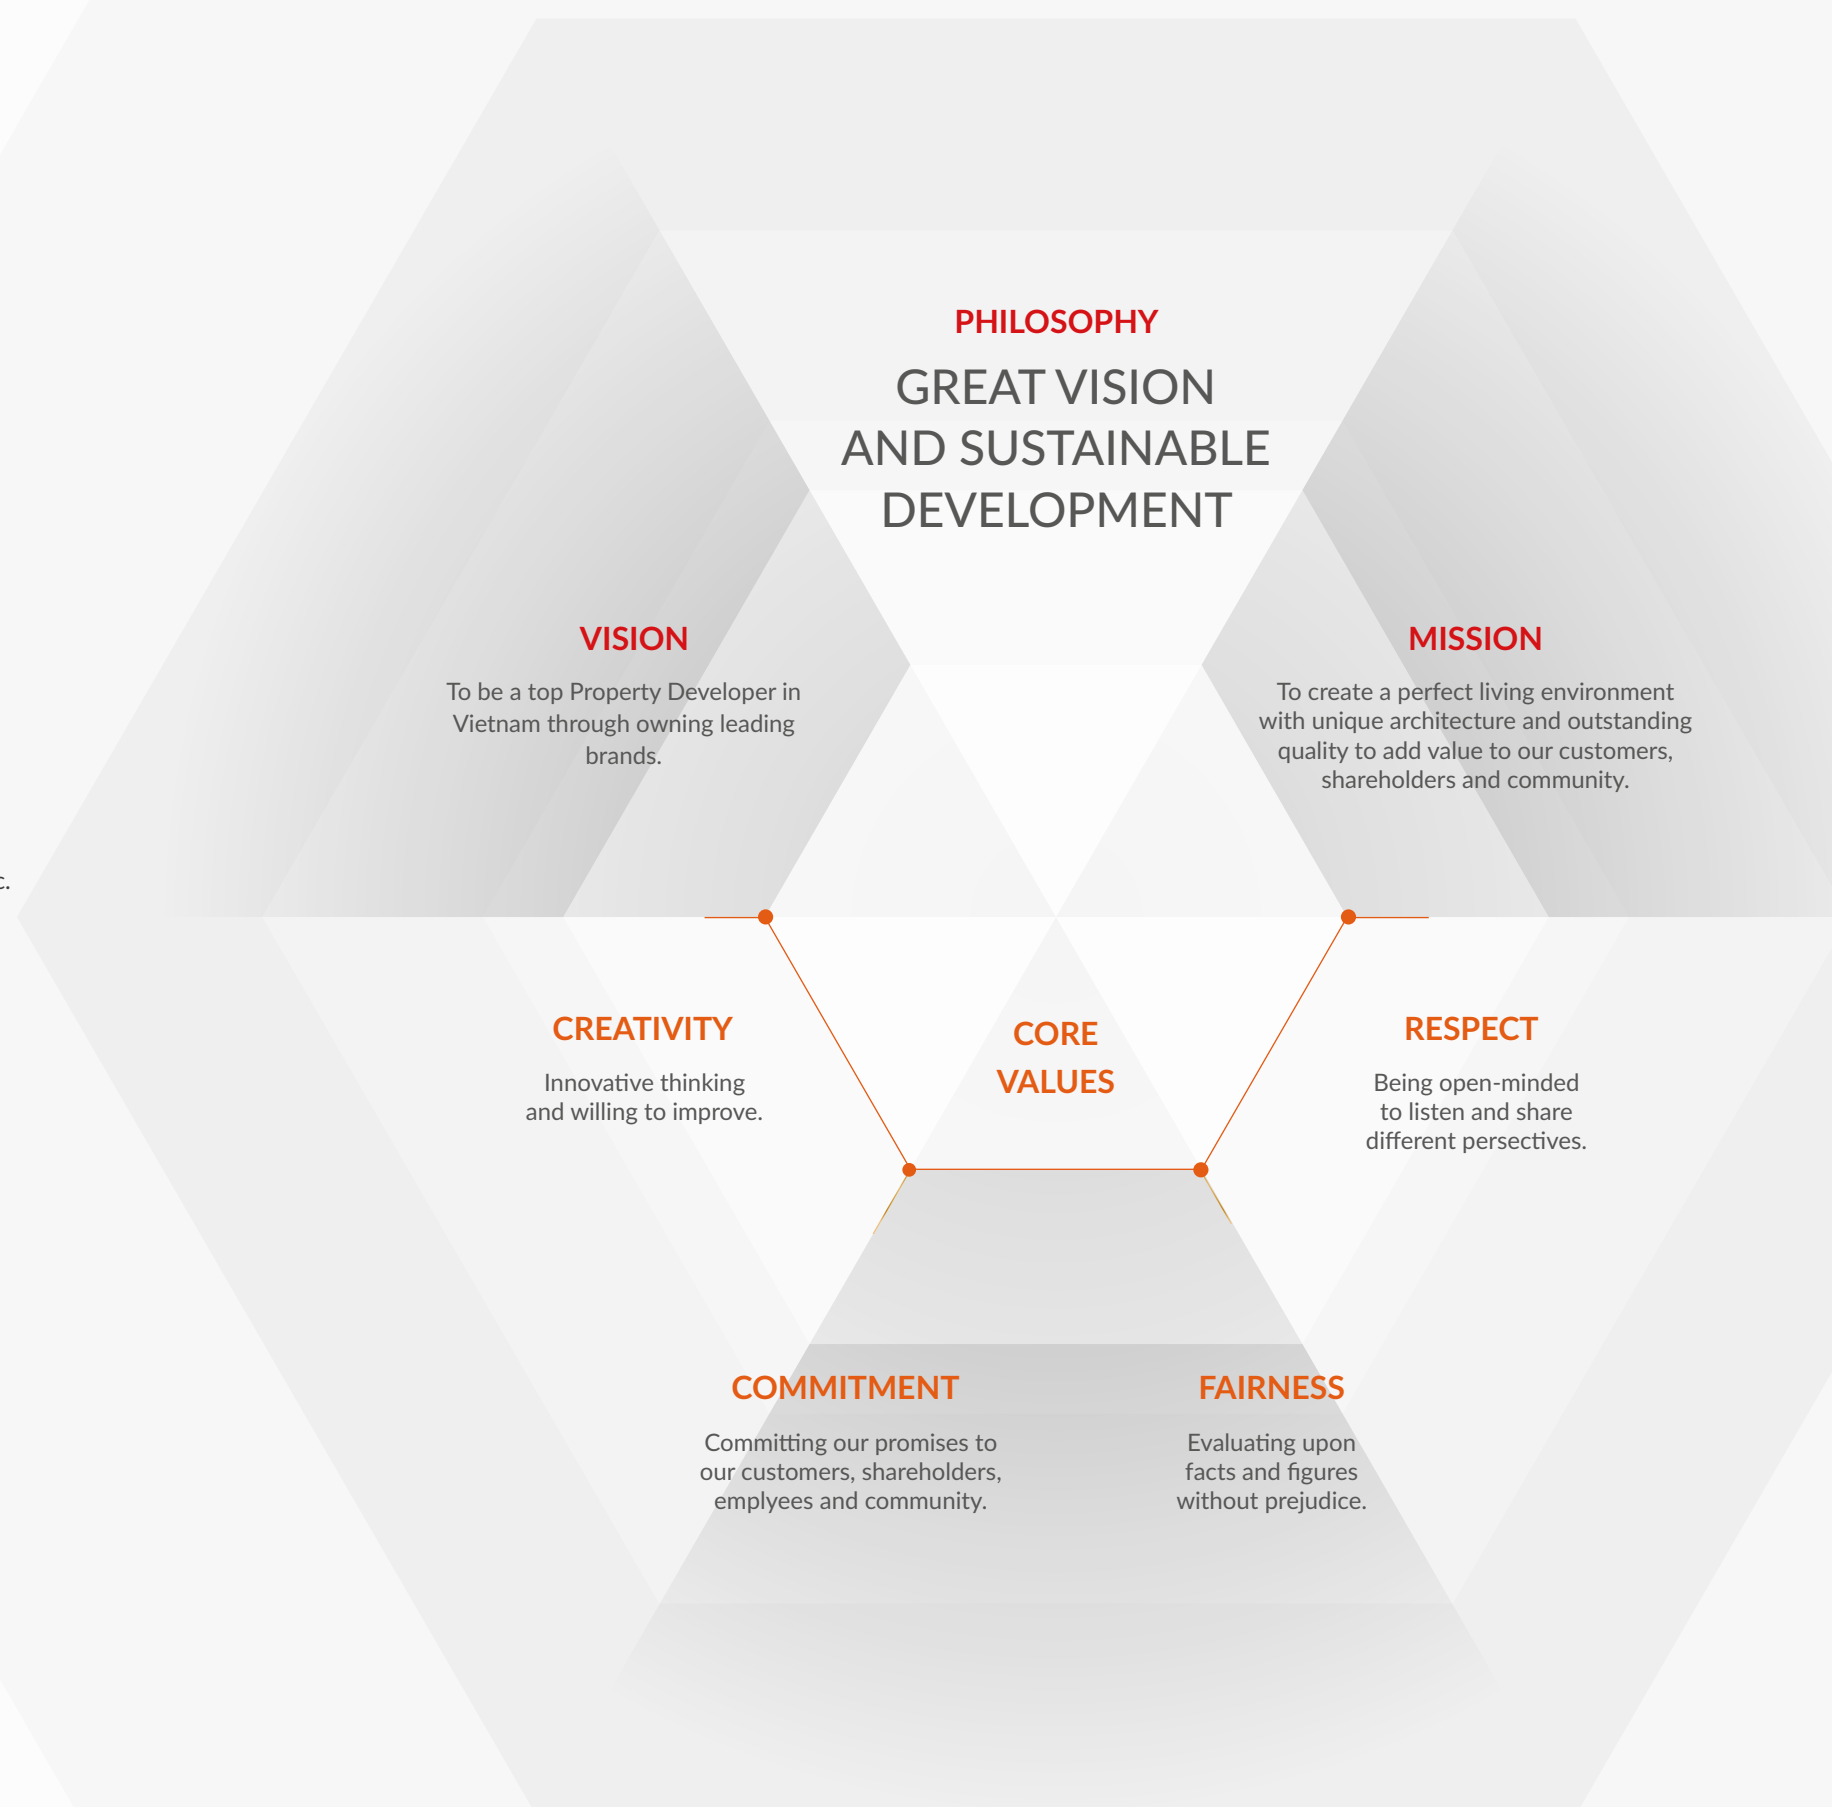 PHILOSOPHY
GREAT VISION
AND SUSTAINABLE
DEVELOPMENT
VISION
To be a top Property Developer in
Vietnam through owning leading
brands.
MISSION
To create a perfect living environment
with unique architecture and outstanding
quality to add value to our customers,
shareholders and community.
c.
CREATIVITY
Innovative thinking
and willing to improve.
CORE
VALUES
RESPECT
Being open-minded
to listen and share
different persectives.
COMMITMENT
Committing our promises to
our customers, shareholders,
emplyees and community.
FAIRNESS
Evaluating upon
facts and figures
without prejudice.